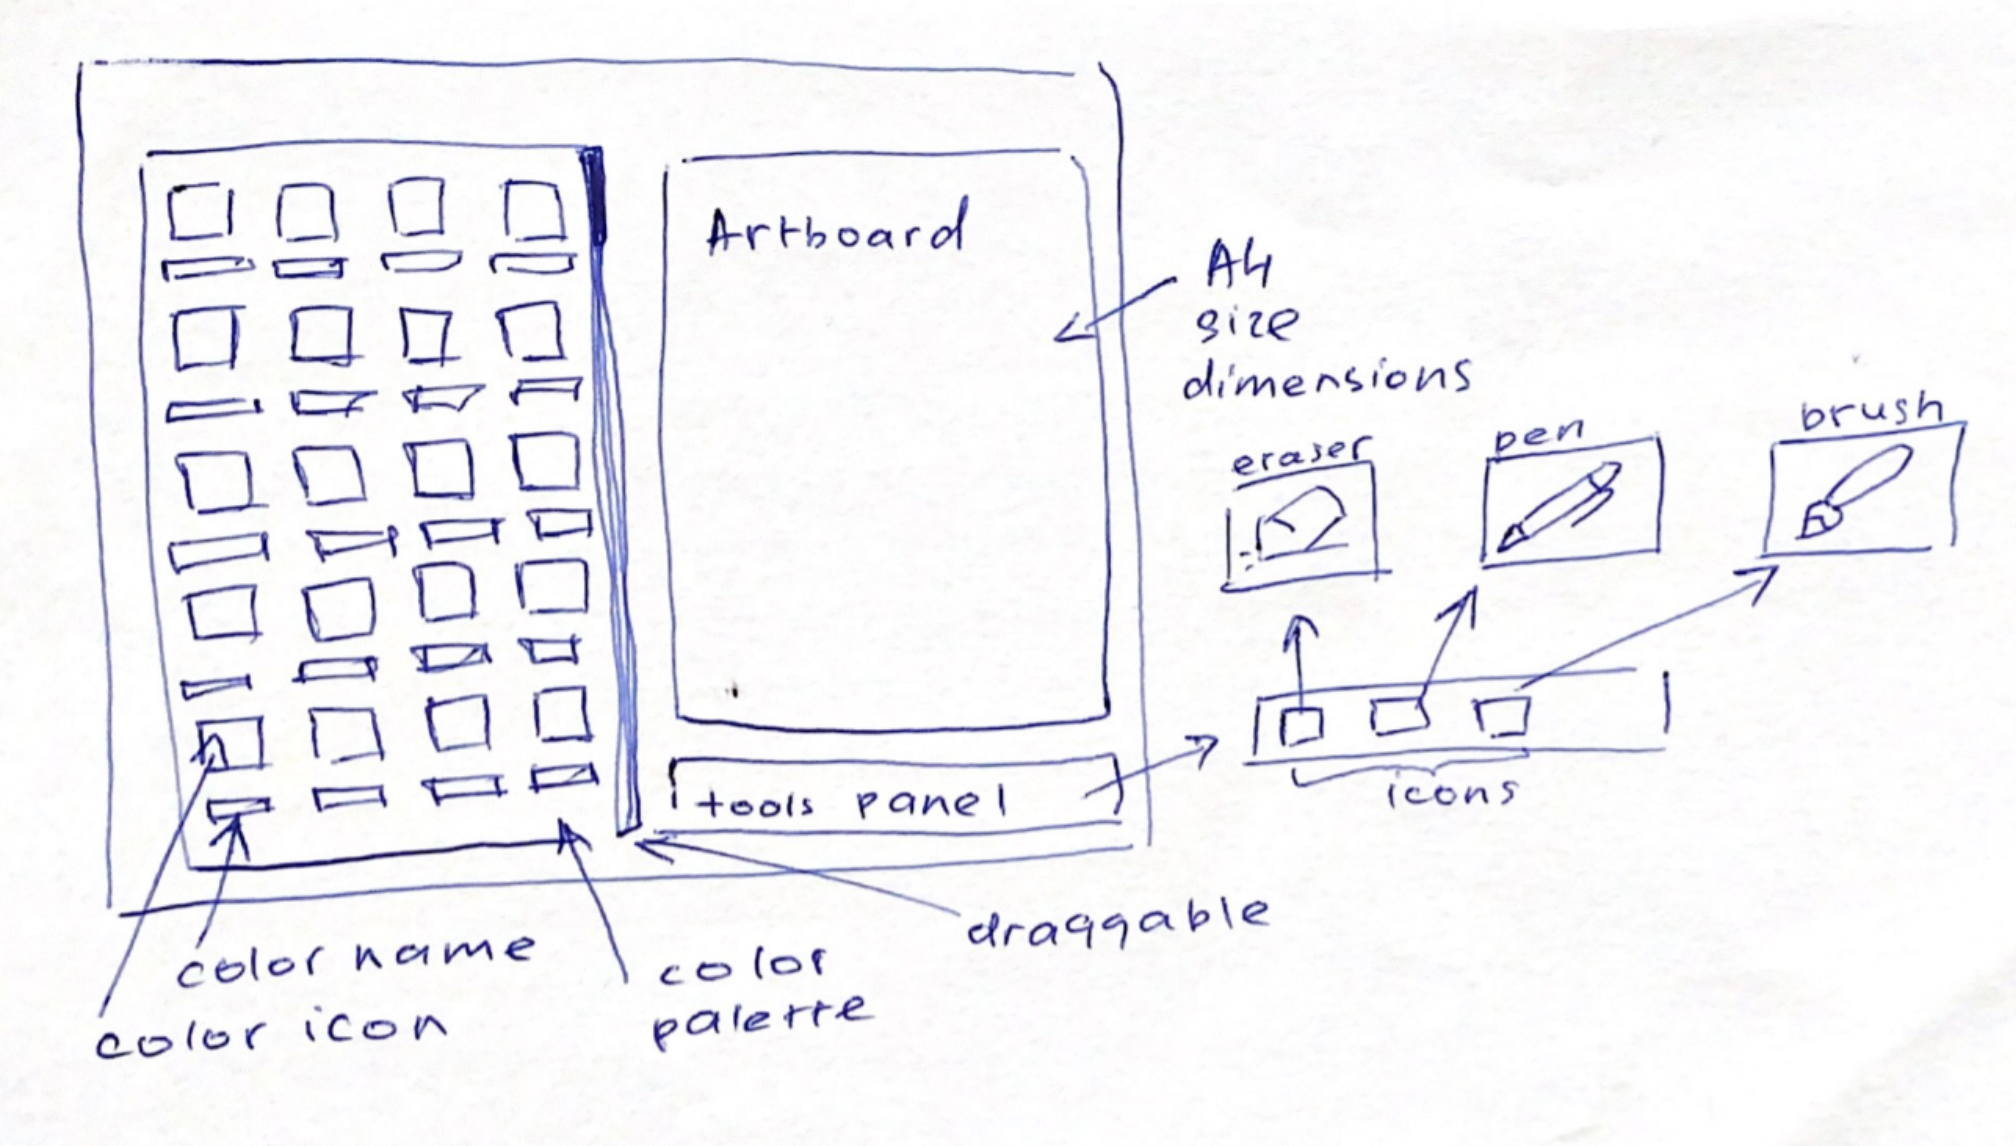 Artboard
A4
size
dimensions
eraser
pen
brush
tools panel
icons
draggable
color name
color icon
color
palette